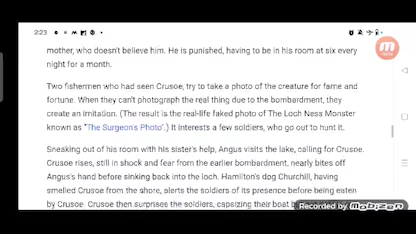 2:23
mother, who doesn't believe him. He is punished, having to be in his room at six every
night for a month.
Two fishermen who had seen Crusoe, try to take a photo of the creature for fame and
fortune. When they can't photograph the real thing due to the bombardment, they
create an imitation. (The result is the real-life faked photo of The Loch Ness Monster
known as "The Surgeon's Photo".) It interests a few soldiers, who go out to hunt it.
Sneaking out of his room with his sister's help, Angus visits the lake, calling for Crusoe.
Crusoe rises, still in shock and fear from the earlier bombardment, nearly bites off
Angus's hand before sinking back into the loch. Hamilton's dog Churchill, having
smelled Crusoe from the shore, alerts the soldiers of its presence before being eaten
by Crusoe. Crusoe then surprises the soldiers, capsizing their boat
Recorded by Mobizen